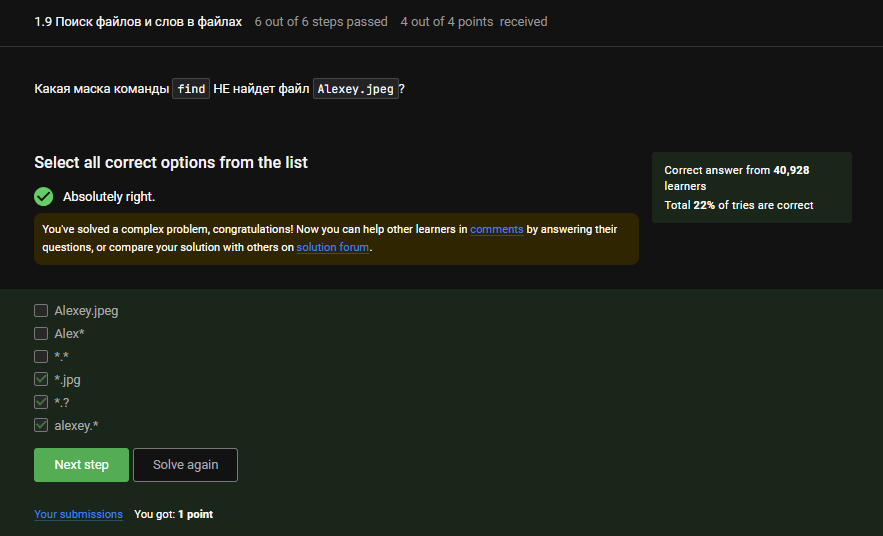 1.9 Поиск файлов и слов в файлах 6 out of 6 steps passed 4 out of 4 points received
Какая маска команды find НЕ найдет файл Alexey.jpeg?
Select all correct options from the list
Absolutely right.
You've solved a complex problem, congratulations! Now you can help other learners in comments by answering their
questions, or compare your solution with others on solution forum.
Correct answer from 40,928
learners
Total 22% of tries are correct
Alexey.jpeg
Alex*
*.*
*.jpg
*.?
alexey.*
Next step Solve again
Your submissions You got: 1 point